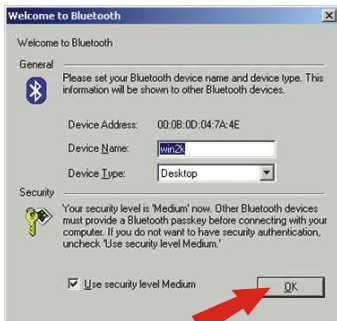 Welcome to Bluetooth
Welcome to Bluetooth
General
Please set your Bluetooth device name and device type. This
information will be shown to other Bluetooth devices.
Device Address: 00:0B:0D:04:7A:4E
Device Name: win2k
Device Type: Desktop
Security
Your security level is 'Medium' now. Other Bluetooth devices
must provide a Bluetooth passkey before connecting with your
computer. If you do not want to have security authentication,
uncheck 'Use security level Medium.'
Use security level Medium OK